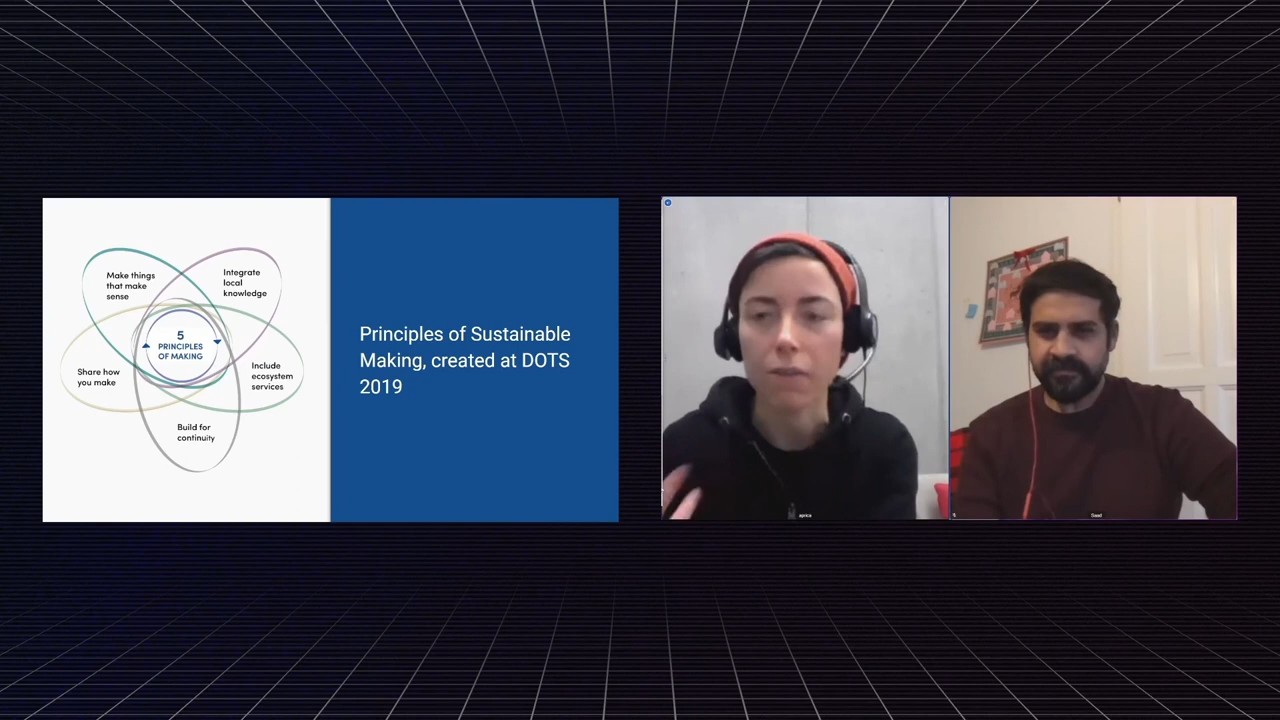 Make things
that make
sense
Integrate
local
knowledge
5
PRINCIPLES
OF MAKING
Share how
you make
Include
ecosystem
services
Build for
continuity
Principles of Sustainable
Making, created at DOTS
2019
Saad